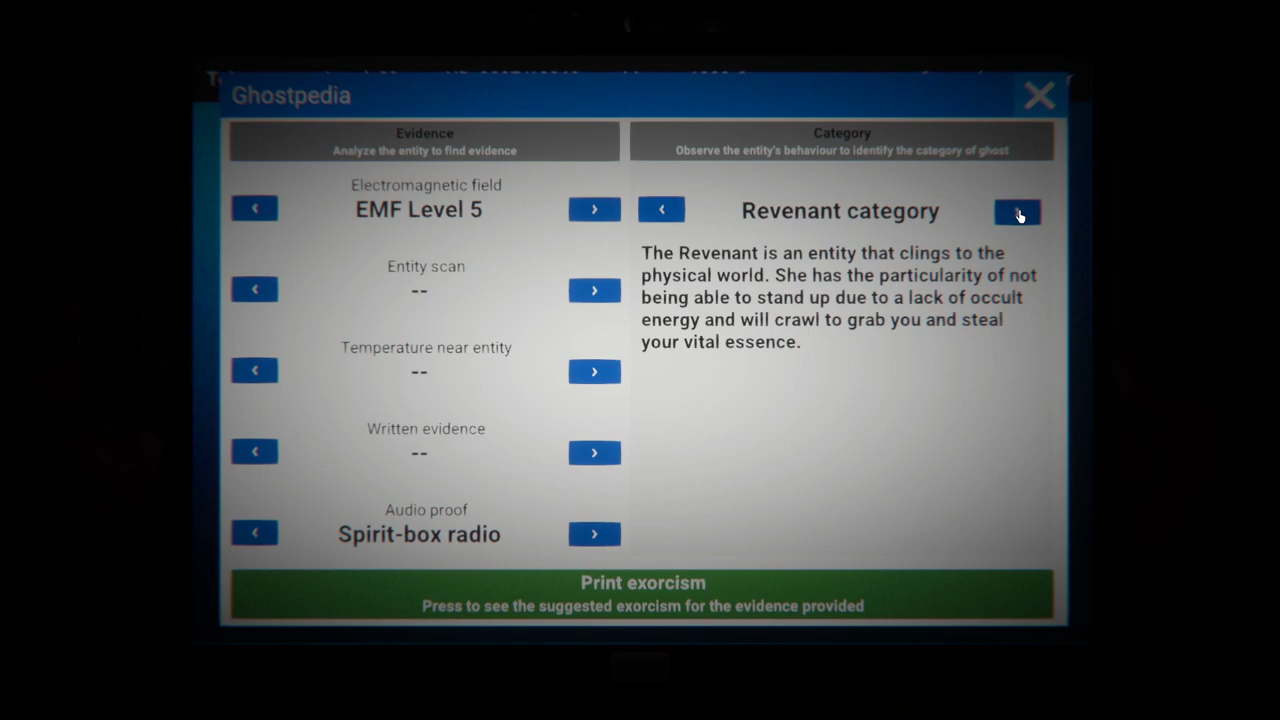 Ghostpedia
Evidence
Analyze the entity to find evidence
Category
Observe the entity's behaviour to identify the category of ghost
Electromagnetic field
EMF Level 5
Entity scan
--
Temperature near entity
--
Written evidence
--
Audio proof
Spirit-box radio
Revenant category
The Revenant is an entity that clings to the
physical world. She has the particularity of not
being able to stand up due to a lack of occult
energy and will crawl to grab you and steal
your vital essence.
Print exorcism
Press to see the suggested exorcism for the evidence provided